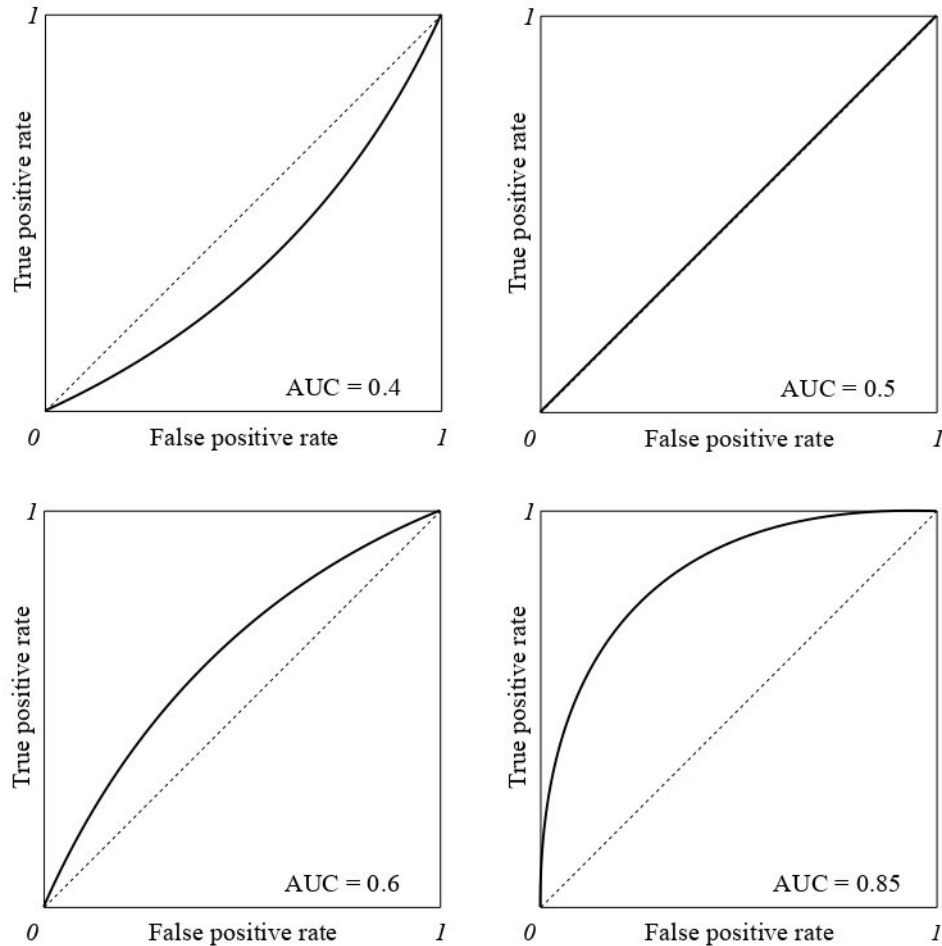 1
1
True positive rate
True positive rate
AUC = 0.4
AUC = 0.5
0 False positive rate 1
0 False positive rate 1
1
1
True positive rate
True positive rate
AUC = 0.6
AUC = 0.85
0 False positive rate 1
0 False positive rate 1